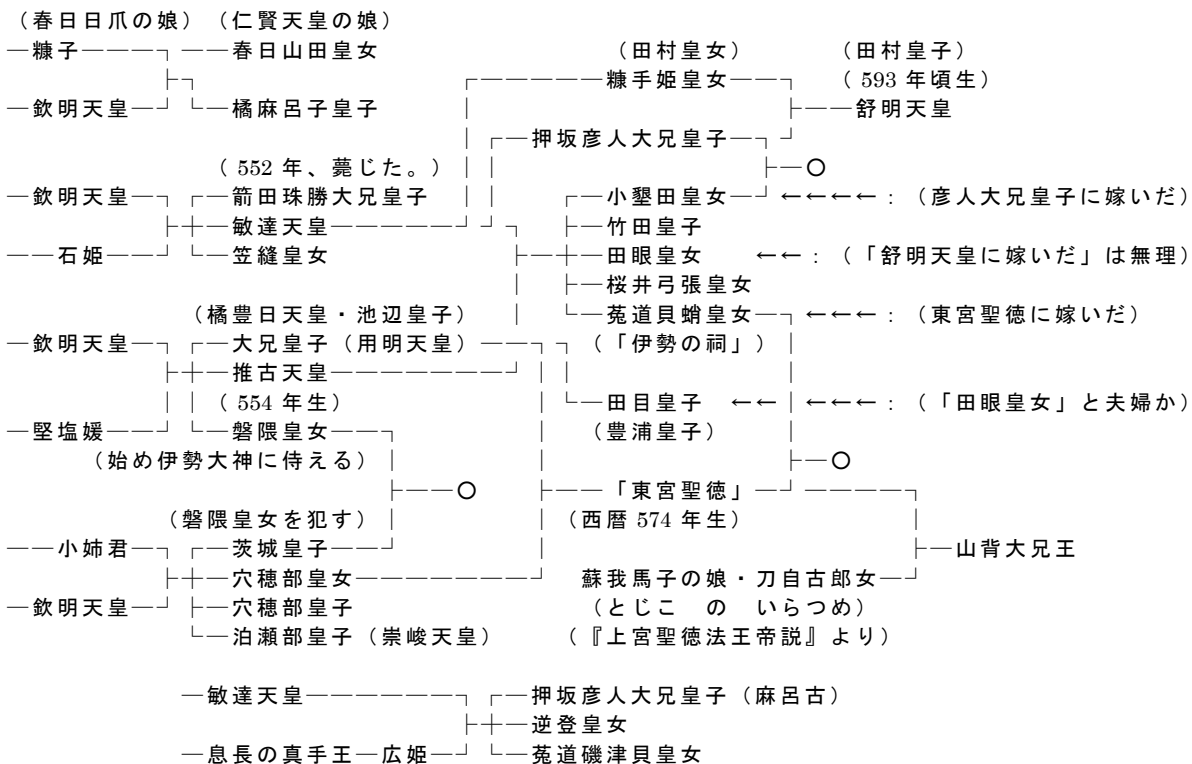 （春日日爪の娘）（仁賢天皇の娘）
―糠子―――┐ ――春日山田皇女 （田村皇女） （田村皇子）
├┐ ┌――――――糠手姫皇女――┐ （593年頃生）
―欽明天皇―┘└―橘麻呂子皇子 │ ├――舒明天皇
│┌―押坂彦人大兄皇子―┐┘
（552年、薨じた。）││ ├―〇
―欽明天皇―┐┌―箭田珠勝大兄皇子 ││ ┌―小墾田皇女―┘←←←←：（彦人大兄皇子に嫁いだ）
├┼―敏達天皇――――――┘┘┐ ├―竹田皇子
――石姫――┘└―笠縫皇女 ├―┼―田眼皇女 ←←：（「舒明天皇に嫁いだ」は無理）
│ ├―桜井弓張皇女
（橘豊日天皇・池辺皇子） │ └―菟道貝蛸皇女―┐←←←：（東宮聖徳に嫁いだ）
―欽明天皇―┐┌―大兄皇子（用明天皇）――┐┐（「伊勢の祠」） │
├┼―推古天皇――――――――┘││ │
││（554年生） │└―田目皇子 ←←│←←←：（「田眼皇女」と夫婦か）
―堅塩媛――┘└―磐隈皇女――┐ │（豊浦皇子） │
（始め伊勢大神に侍える）│ │ ├―〇
├――〇 ├――「東宮聖徳」―┘―――――┐
（磐隈皇女を犯す）│ │（西暦574年生） │
――小姉君―┐┌―茨城皇子――┘ │ ├―山背大兄王
├┼―穴穂部皇女――――――――┘ 蘇我馬子の娘・刀自古郎女―┘
―欽明天皇―┘├―穴穂部皇子 （とじこ の いらつめ）
└―泊瀬部皇子（崇峻天皇） （『上宮聖徳法王帝説』より）
―敏達天皇――――――┐┌―押坂彦人大兄皇子（麻呂古）
├┼―逆登皇女
―息長の真手王―広姫―┘└―菟道磯津貝皇女